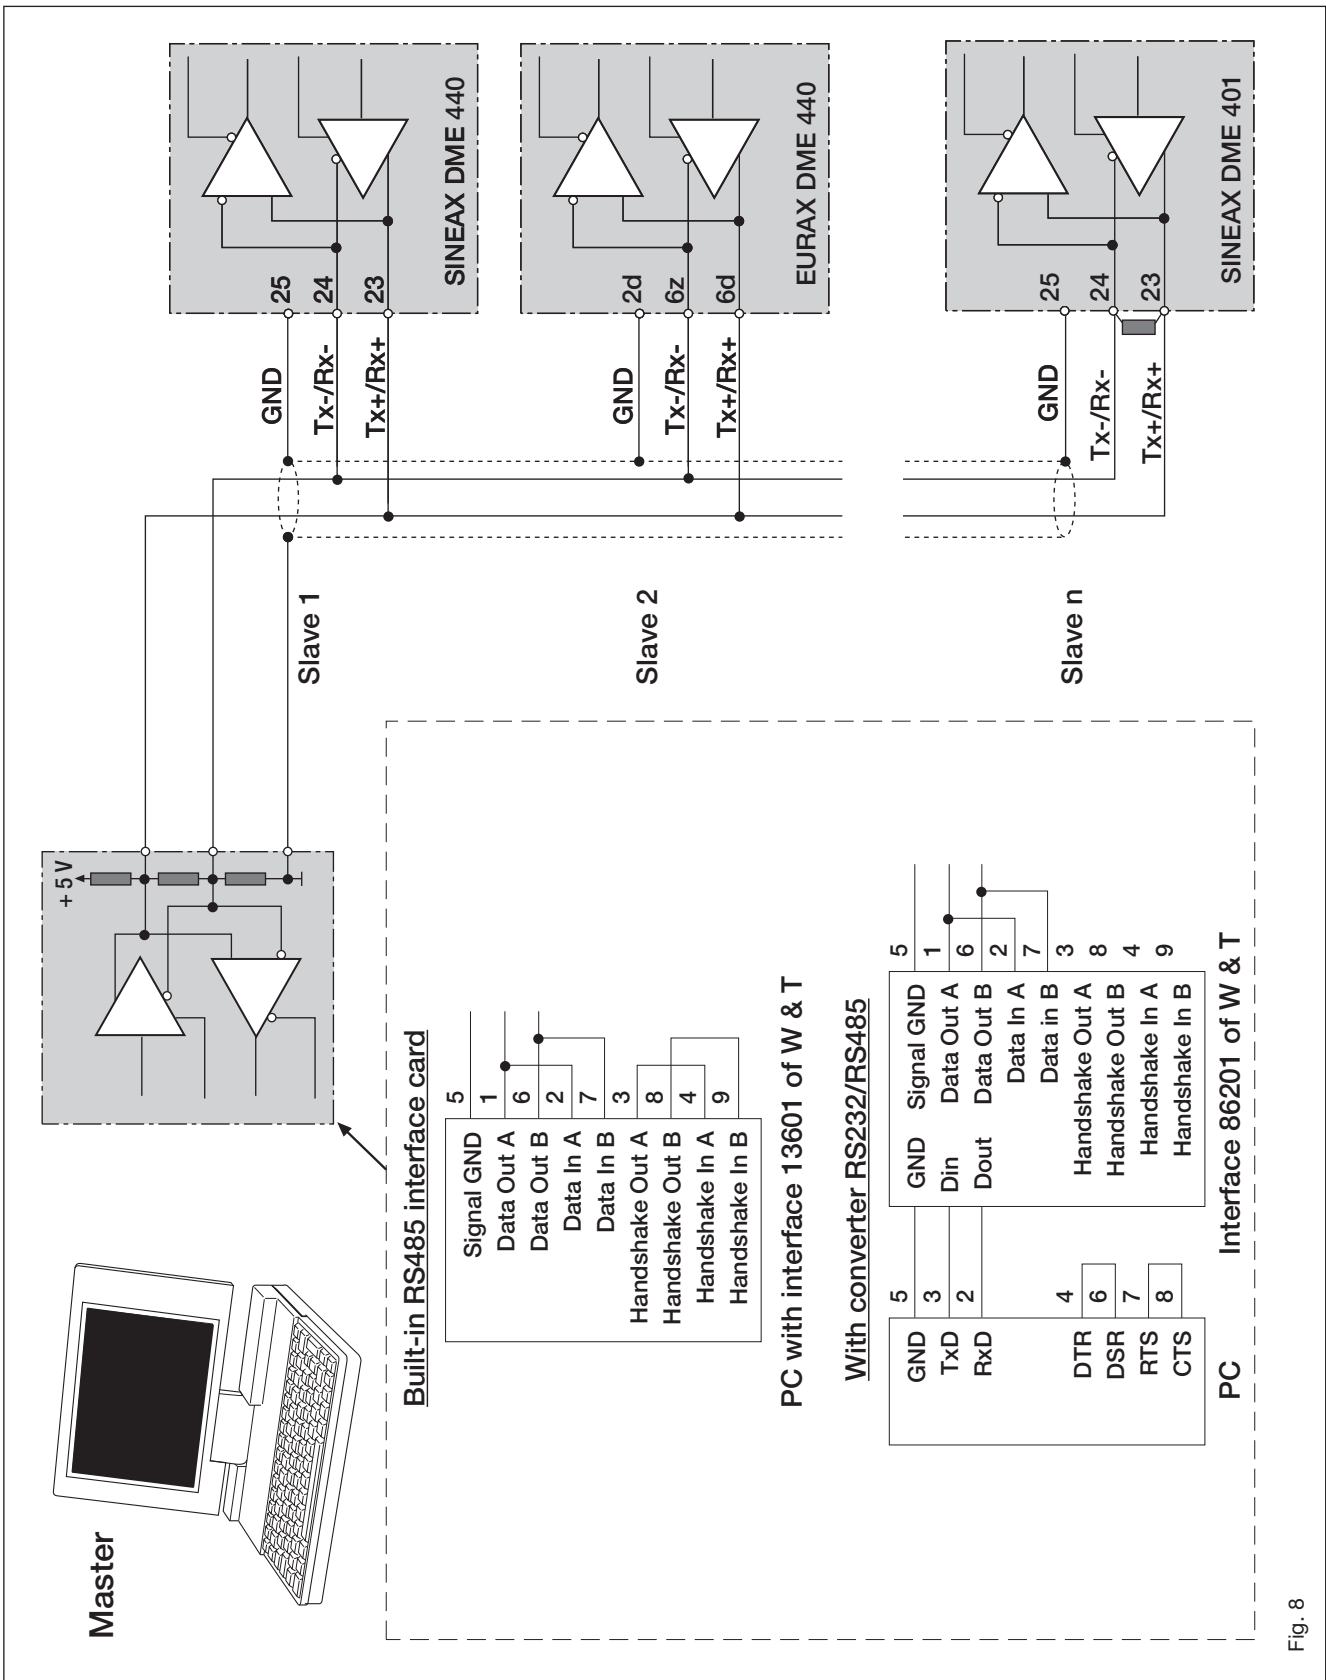 Master
+ 5 V
Slave 1
GND
Tx-/Rx-
Tx+/Rx+
25
24
23
SINEAX DME 440
Slave 2
GND
Tx-/Rx-
Tx+/Rx+
2d
6z
6d
EURAX DME 440
Slave n
GND
Tx-/Rx-
Tx+/Rx+
25
24
23
SINEAX DME 401
Built-in RS485 interface card
Signal GND 5
Data Out A 1
Data Out B 6
Data In A 2
Data In B 7
Handshake Out A 3
Handshake Out B 8
Handshake In A 4
Handshake In B 9
PC with interface 13601 of W & T
With converter RS232/RS485
GND 5
TxD 3
RxD 2
DTR 4
DSR 6
RTS 7
CTS 8
PC
GND Signal GND 5
Din Data Out A 1
Dout Data Out B 6
Data In A 2
Data in B 7
Handshake Out A 3
Handshake Out B 8
Handshake In A 4
Handshake In B 9
Interface 86201 of W & T
Fig. 8